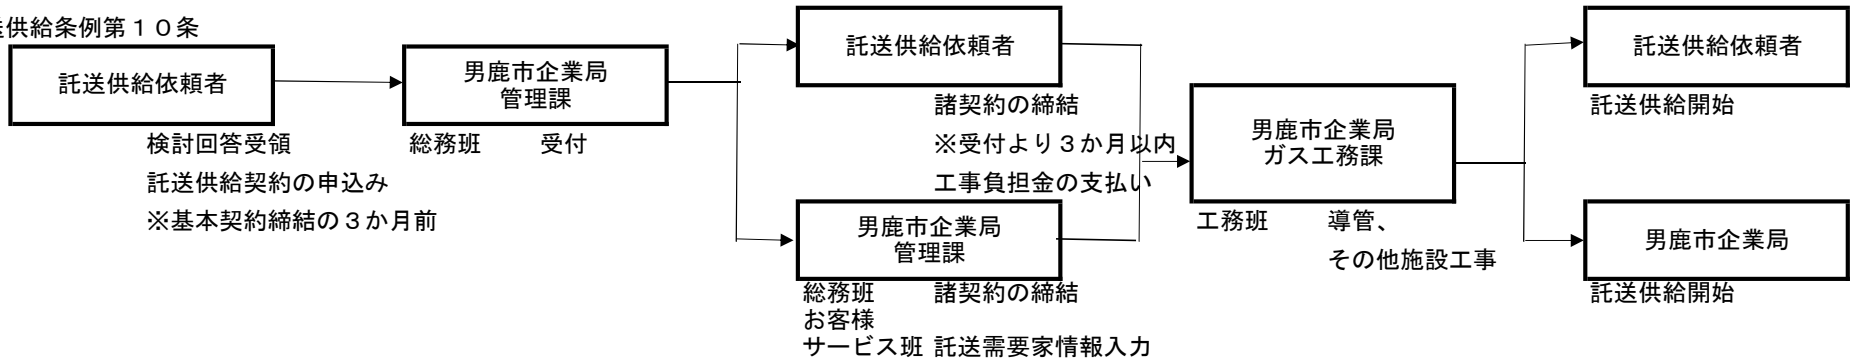 供給条例第１０条
託送供給依頼者
検討回答受領
託送供給契約の申込み
※基本契約締結の３か月前
男鹿市企業局
管理課
総務班 受付
託送供給依頼者
諸契約の締結
※受付より３か月以内
工事負担金の支払い
男鹿市企業局
管理課
総務班 諸契約の締結
お客様
サービス班 託送需要家情報入力
男鹿市企業局
ガス工務課
工務班 導管、
その他施設工事
託送供給依頼者
託送供給開始
男鹿市企業局
託送供給開始